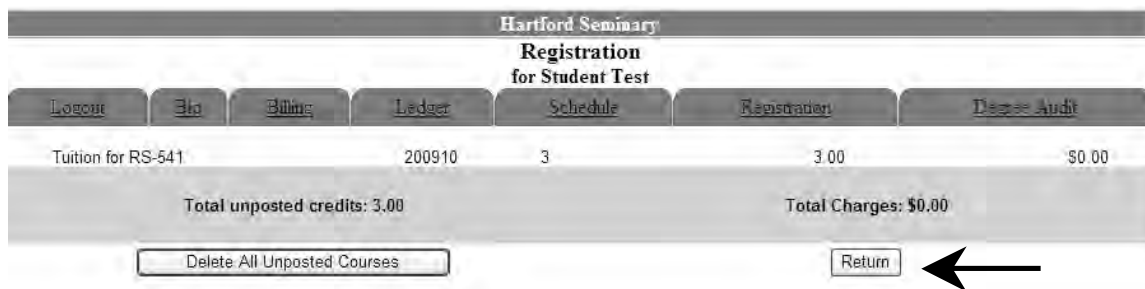 Hartford Seminary
Registration
for Student Test
Logout Bio Billing Ledger Schedule Registration Degree Audit
Tuition for RS-541 200910 3 3.00 $0.00
Total unposted credits: 3.00 Total Charges: $0.00
Delete All Unposted Courses Return